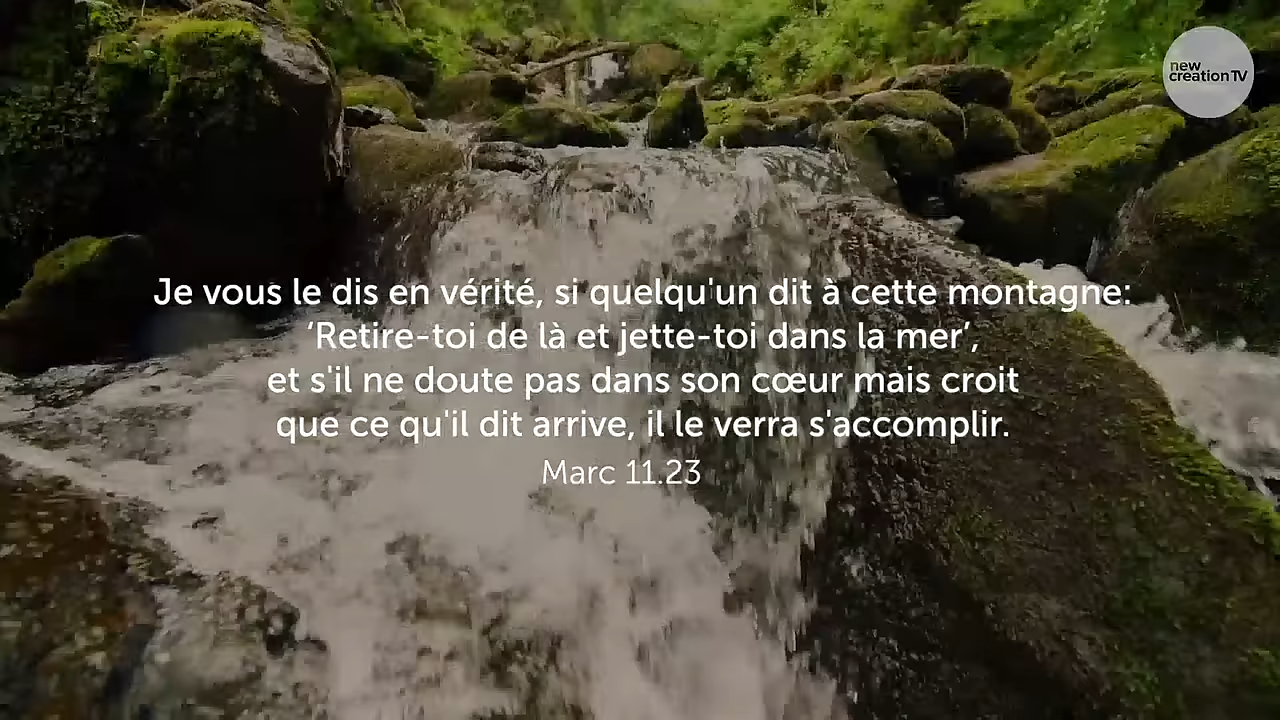 new
creation TV
Je vous le dis en vérité, si quelqu'un dit à cette montagne:
‘Retire-toi de là et jette-toi dans la mer’,
et s'il ne doute pas dans son cœur mais croit
que ce qu'il dit arrive, il le verra s'accomplir.
Marc 11.23